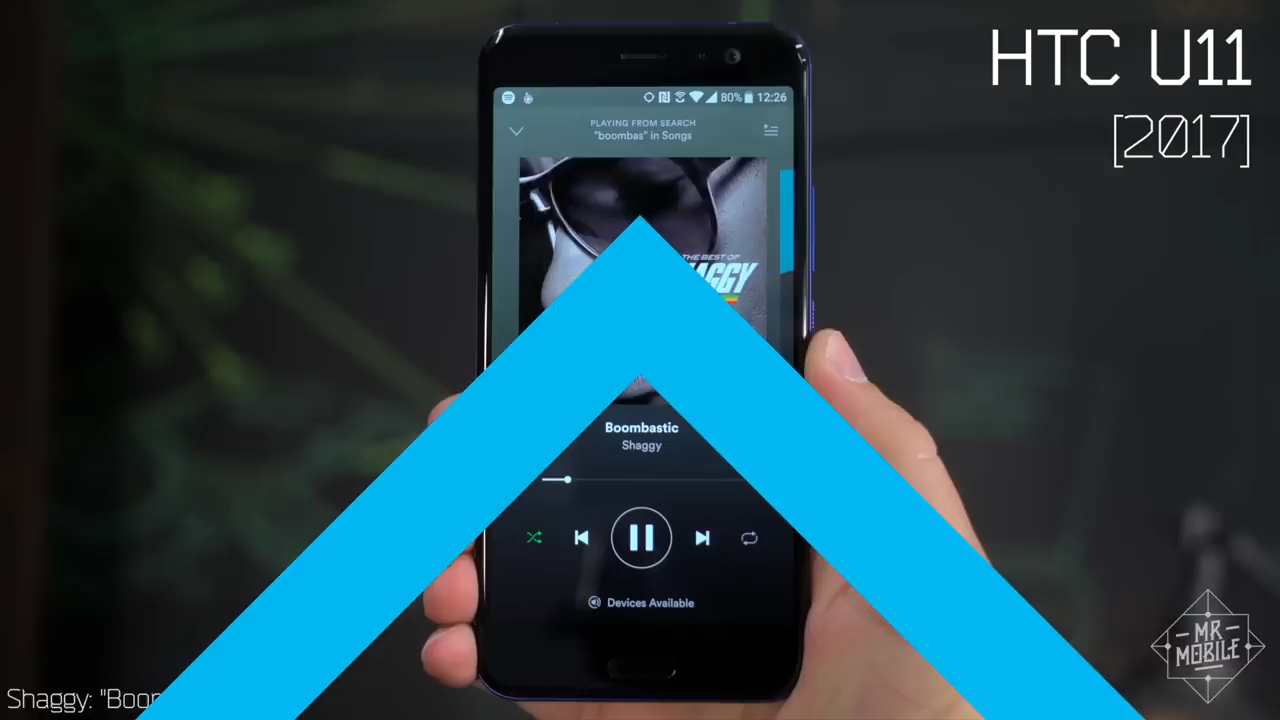 HTC U11
[2017]
80% 12:26
PLAYING FROM SEARCH
"boombas" in Songs
THE BEST OF
Boombastic
Shaggy
Devices Available
MR
MOBILE
Shaggy: "Boom